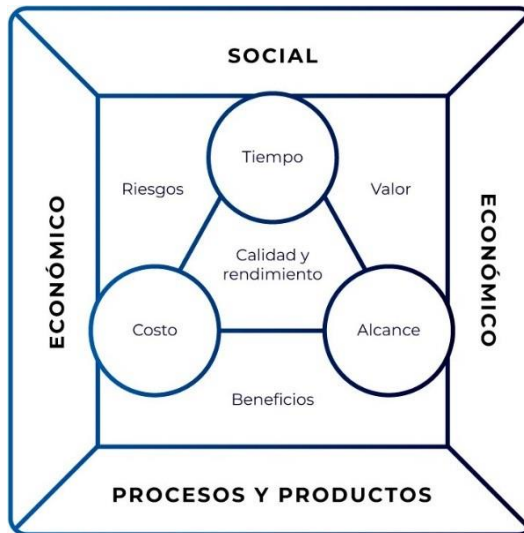 SOCIAL
Tiempo
Riesgos
Valor
ECONÓMICO
ECONÓMICO
Calidad y
rendimiento
Costo
Alcance
Beneficios
PROCESOS Y PRODUCTOS